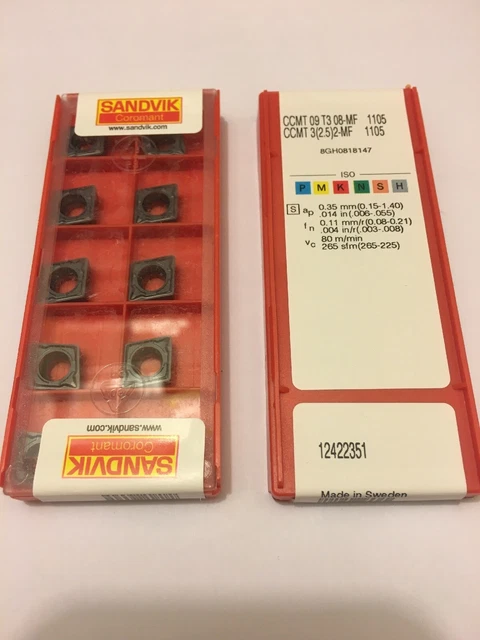 SANDVIK
Coromant
www.sandvik.com
www.sandvik.com
Coromant
SANDVIK
CCMT 09 T3 08-MF 1105
CCMT 3(2.5)2-MF 1105
8GH0818147
ISO
P M K N S H
S ap 0.35 mm(0.15-1.40)
.014 in(.006-.055)
fn 0.11 mm/r(0.08-0.21)
.004 in/r(.003-.008)
vc 80 m/min
265 sfm(265-225)
12422351
Made in Sweden